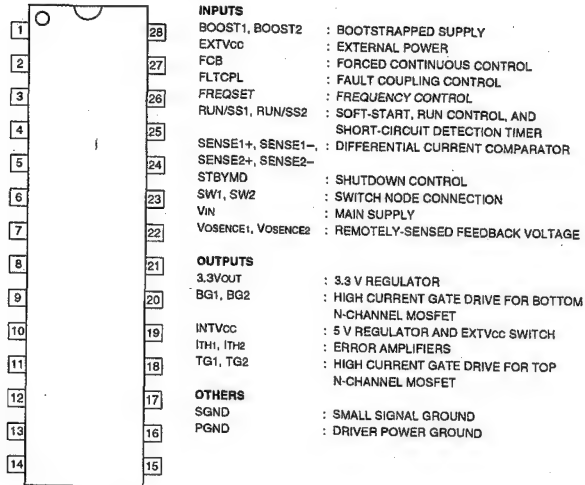 1
2
3
4
5
6
7
8
9
10
11
12
13
14
28
27
26
25
24
23
22
21
20
19
18
17
16
15
INPUTS
BOOST1, BOOST2 : BOOTSTRAPPED SUPPLY
EXTVCC : EXTERNAL POWER
FCB : FORCED CONTINUOUS CONTROL
FLTCPL : FAULT COUPLING CONTROL
FREQSET : FREQUENCY CONTROL
RUN/SS1, RUN/SS2 : SOFT-START, RUN CONTROL, AND
SHORT-CIRCUIT DETECTION TIMER
SENSE1+, SENSE1–, : DIFFERENTIAL CURRENT COMPARATOR
SENSE2+, SENSE2–
STBYMD : SHUTDOWN CONTROL
SW1, SW2 : SWITCH NODE CONNECTION
VIN : MAIN SUPPLY
VOSENCE1, VOSENCE2 : REMOTELY-SENSED FEEDBACK VOLTAGE
OUTPUTS
3.3VOUT : 3.3 V REGULATOR
BG1, BG2 : HIGH CURRENT GATE DRIVE FOR BOTTOM
N-CHANNEL MOSFET
INTVCC : 5 V REGULATOR AND EXTVCC SWITCH
ITH1, ITH2 : ERROR AMPLIFIERS
TG1, TG2 : HIGH CURRENT GATE DRIVE FOR TOP
N-CHANNEL MOSFET
OTHERS
SGND : SMALL SIGNAL GROUND
PGND : DRIVER POWER GROUND